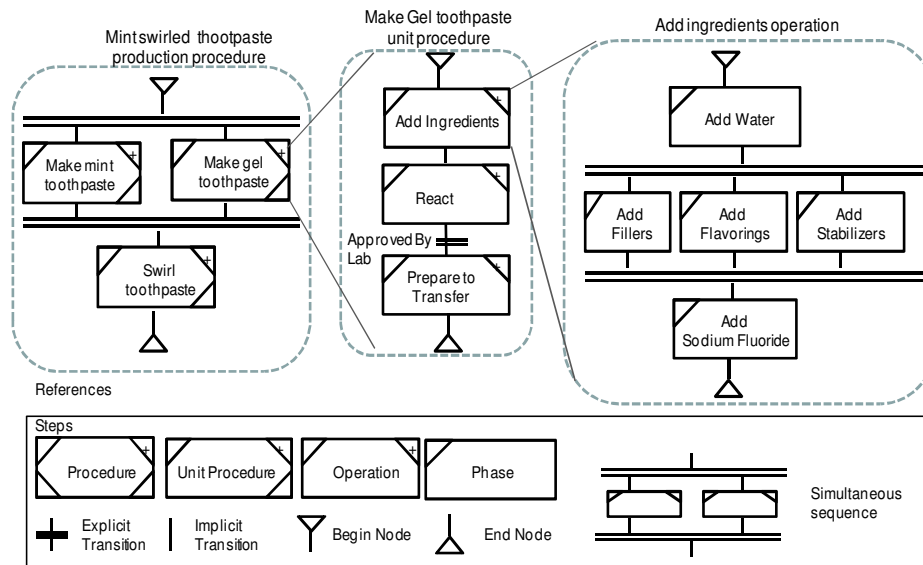 Mint swirled thootpaste
production procedure
Make mint
toothpaste
+
Make gel
toothpaste
+
Swirl
toothpaste
+
Make Gel toothpaste
unit procedure
Add Ingredients
+
React
+
Approved By
Lab
Prepare to
Transfer
+
Add ingredients operation
Add Water
Add
Fillers
Add
Flavorings
Add
Stabilizers
Add
Sodium Fluoride
References
Steps
Procedure
+
Unit Procedure
+
Operation
+
Phase
Explicit
Transition
Implicit
Transition
Begin Node
End Node
Simultaneous
sequence